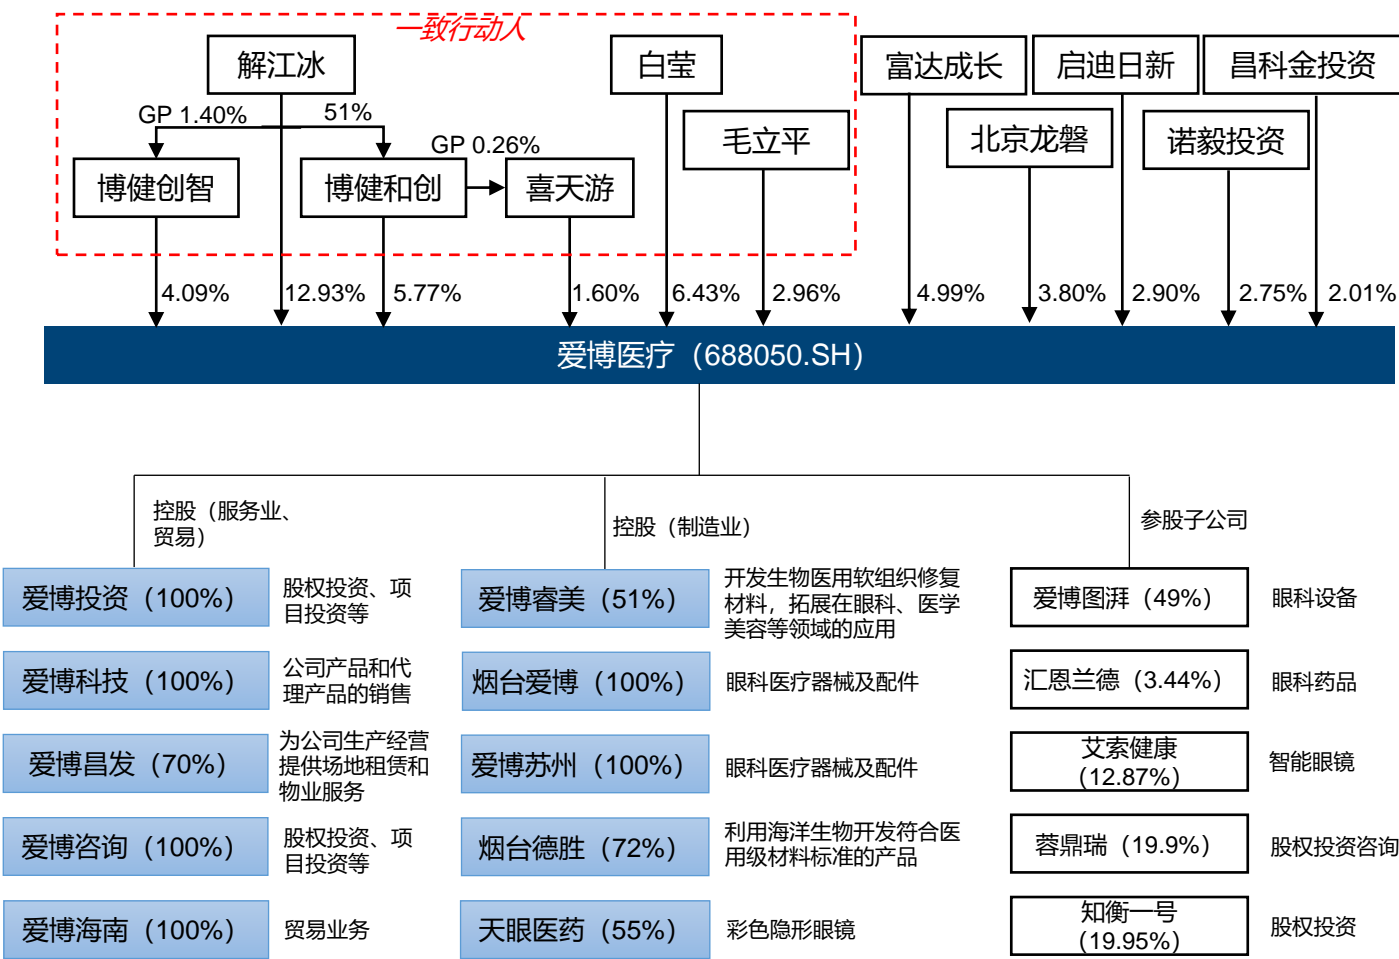 一致行动人
解江冰
白莹
富达成长
启迪日新
昌科金投资
GP 1.40%
51%
毛立平
北京龙磐
诺毅投资
GP 0.26%
博健创智
博健和创
喜天游
4.09%
12.93%
5.77%
1.60%
6.43%
2.96%
4.99%
3.80%
2.90%
2.75%
2.01%
爱博医疗（688050.SH）
控股（服务业、
贸易）
控股（制造业）
参股子公司
爱博投资（100%）
股权投资、项
目投资等
爱博睿美（51%）
开发生物医用软组织修复
材料，拓展在眼科、医学
美容等领域的应用
爱博图湃（49%）
眼科设备
爱博科技（100%）
公司产品和代
理产品的销售
烟台爱博（100%）
眼科医疗器械及配件
汇恩兰德（3.44%）
眼科药品
爱博昌发（70%）
为公司生产经营
提供场地租赁和
物业服务
爱博苏州（100%）
眼科医疗器械及配件
艾索健康
(12.87%)
智能眼镜
爱博咨询（100%）
股权投资、项
目投资等
烟台德胜（72%）
利用海洋生物开发符合医
用级材料标准的产品
蓉鼎瑞（19.9%）
股权投资咨询
爱博海南（100%）
贸易业务
天眼医药（55%）
彩色隐形眼镜
知衡一号
(19.95%)
股权投资